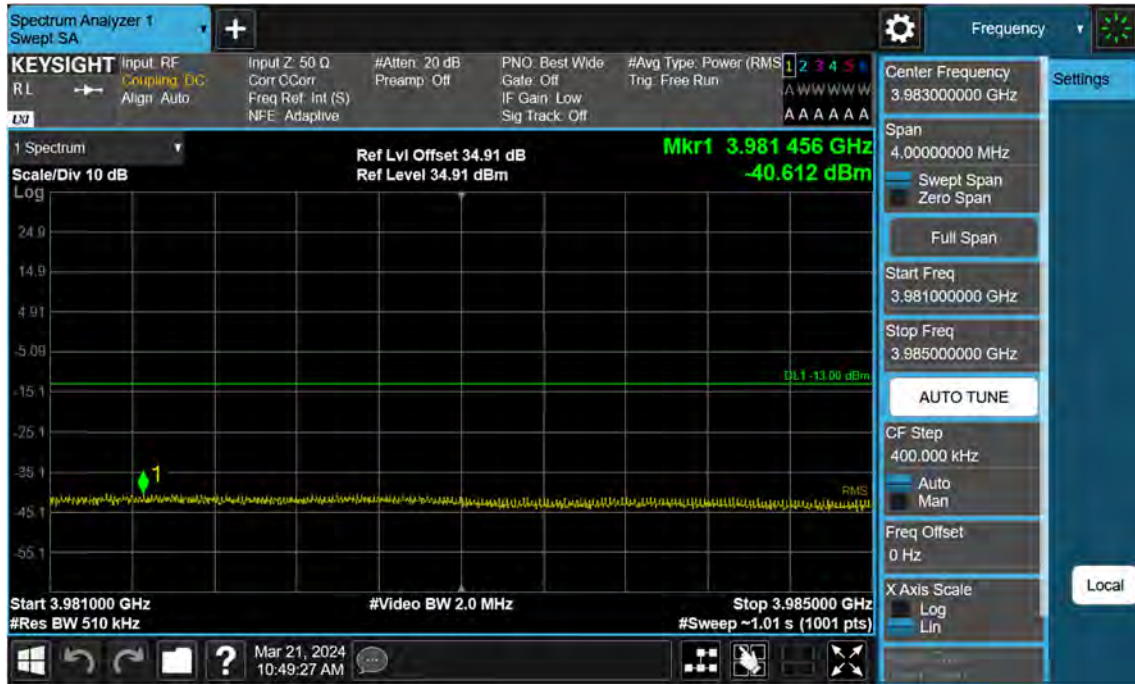 Spectrum Analyzer 1
Swept SA
+
Frequency
KEYSIGHT
RL
LXI
Input: RF
Coupling: DC
Align: Auto
Input Z: 50 Ω
Corr CCorr
Freq Ref: Int (S)
NFE: Adaptive
#Atten: 20 dB
Preamp: Off
PNO: Best Wide
Gate: Off
IF Gain: Low
Sig Track: Off
#Avg Type: Power (RMS
Trig: Free Run
1 2 3 4 5 6
A W W W W W
A A A A A A
1 Spectrum
Scale/Div 10 dB
Ref Lvl Offset 34.91 dB
Ref Level 34.91 dBm
Mkr1 3.981 456 GHz
-40.612 dBm
Log
24.9
14.9
4.91
-5.09
DL1 -13.00 dBm
-15.1
-25.1
-35.1
1
RMS
-45.1
-55.1
Start 3.981000 GHz
#Video BW 2.0 MHz
Stop 3.985000 GHz
#Res BW 510 kHz
#Sweep ~1.01 s (1001 pts)
Center Frequency
3.983000000 GHz
Span
4.00000000 MHz
Swept Span
Zero Span
Full Span
Start Freq
3.981000000 GHz
Stop Freq
3.985000000 GHz
AUTO TUNE
CF Step
400.000 kHz
Auto
Man
Freq Offset
0 Hz
X Axis Scale
Log
Lin
Settings
Local
?
Mar 21, 2024
10:49:27 AM